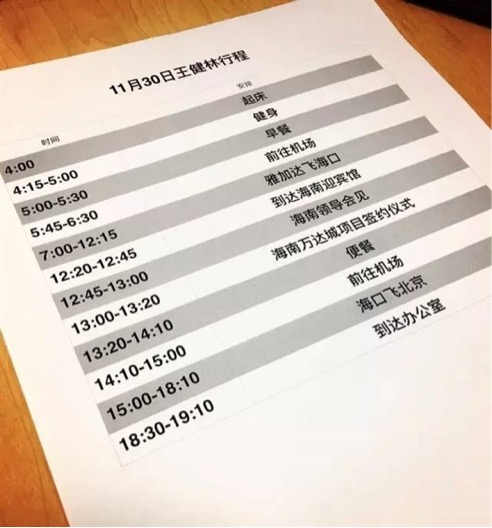 11月30日王健林行程
时间 安排
4:00 起床
4:15-5:00 健身
5:00-5:30 早餐
5:45-6:30 前往机场
7:00-12:15 雅加达飞海口
12:20-12:45 到达海南迎宾馆
12:45-13:00 海南领导会见
13:00-13:20 海南万达城项目签约仪式
13:20-14:10 便餐
14:10-15:00 前往机场
15:00-18:10 海口飞北京
18:30-19:10 到达办公室